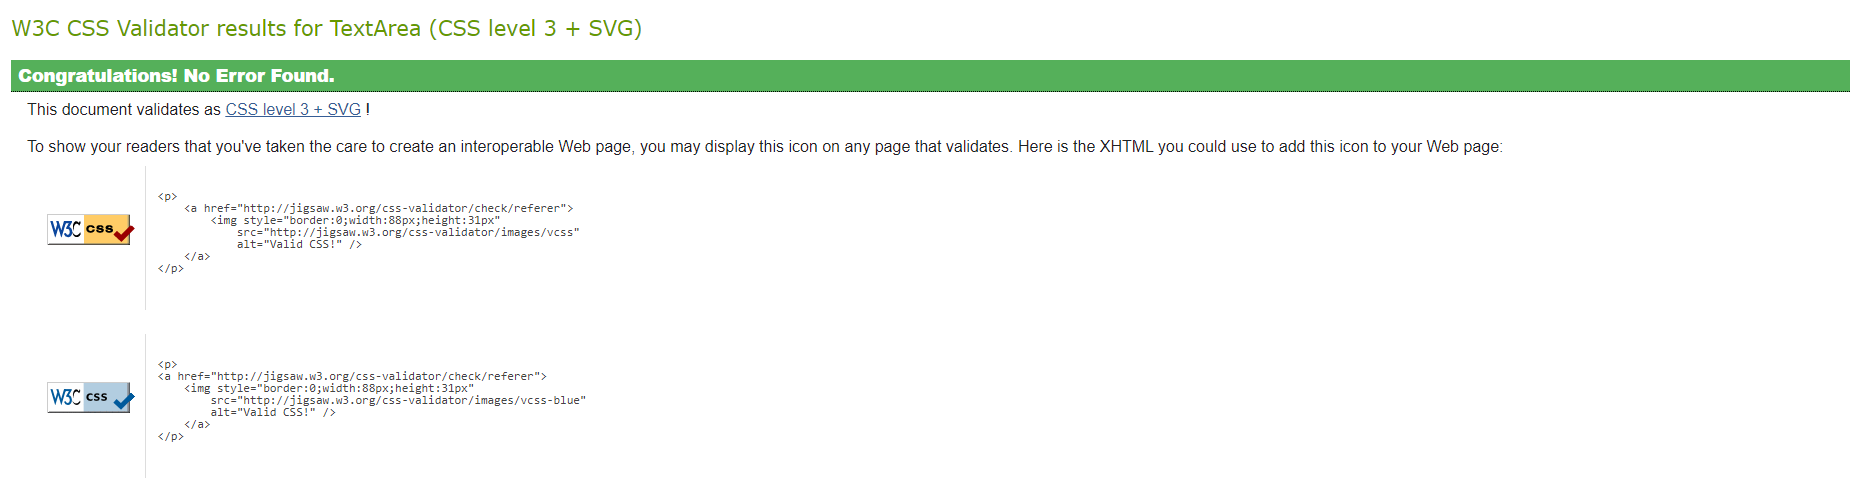 W3C CSS Validator results for TextArea (CSS level 3 + SVG)
Congratulations! No Error Found.
This document validates as CSS level 3 + SVG !
To show your readers that you've taken the care to create an interoperable Web page, you may display this icon on any page that validates. Here is the XHTML you could use to add this icon to your Web page:
W3C css
<p>
    <a href="http://jigsaw.w3.org/css-validator/check/referer">
        <img style="border:0;width:88px;height:31px"
            src="http://jigsaw.w3.org/css-validator/images/vcss"
            alt="Valid CSS!" />
    </a>
</p>
W3C css
<p>
<a href="http://jigsaw.w3.org/css-validator/check/referer">
    <img style="border:0;width:88px;height:31px"
        src="http://jigsaw.w3.org/css-validator/images/vcss-blue"
        alt="Valid CSS!" />
    </a>
</p>